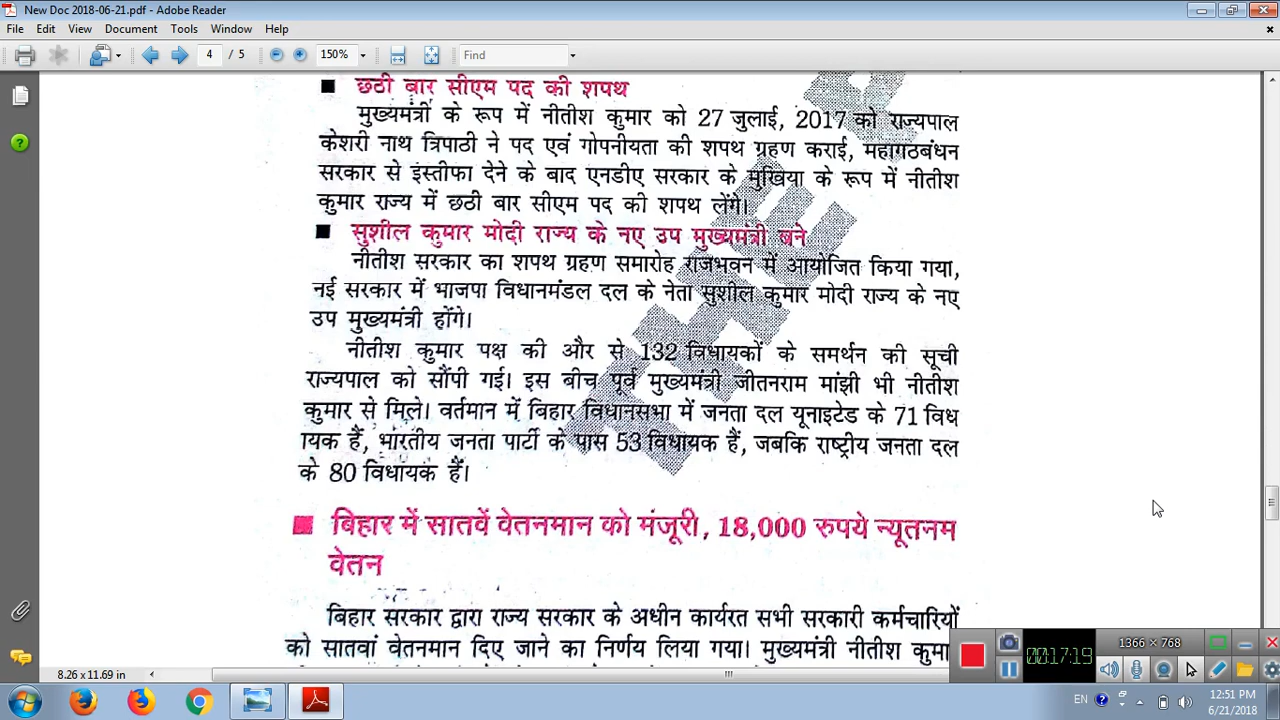 New Doc 2018-06-21.pdf - Adobe Reader
File Edit View Document Tools Window Help
4 / 5 150% Find
छठी बार सीएम पद की शपथ
मुख्यमंत्री के रूप में नीतीश कुमार को 27 जुलाई, 2017 को राज्यपाल
केशरी नाथ त्रिपाठी ने पद एवं गोपनीयता की शपथ ग्रहण कराई, महागठबंधन
सरकार से इंस्तीफा देने के बाद एनडीए सरकार के मुखिया के रूप में नीतीश
कुमार राज्य में छठी बार सीएम पद की शपथ लेंगे।
सुशील कुमार मोदी राज्य के नए उप मुख्यमंत्री बने
नीतीश सरकार का शपथ ग्रहण समारोह राजभवन में आयोजित किया गया,
नई सरकार में भाजपा विधानमंडल दल के नेता सुशील कुमार मोदी राज्य के नए
उप मुख्यमंत्री होंगे।
नीतीश कुमार पक्ष की और से 132 विधायकों के समर्थन की सूची
राज्यपाल को सौंपी गई। इस बीच पूर्व मुख्यमंत्री जीतनराम मांझी भी नीतीश
कुमार से मिले। वर्तमान में बिहार विधानसभा में जनता दल यूनाइटेड के 71 विध
ायक हैं, भारतीय जनता पार्टी के पास 53 विधायक हैं, जबकि राष्ट्रीय जनता दल
के 80 विधायक हैं।
बिहार में सातवें वेतनमान को मंजूरी, 18,000 रुपये न्यूतनम
वेतन
बिहार सरकार द्वारा राज्य सरकार के अधीन कार्यरत सभी सरकारी कर्मचारियों
को सातवां वेतनमान दिए जाने का निर्णय लिया गया। मुख्यमंत्री नीतीश
8.26 x 11.69 in
1366 × 768
00:17:19
EN
12:51 PM
6/21/2018